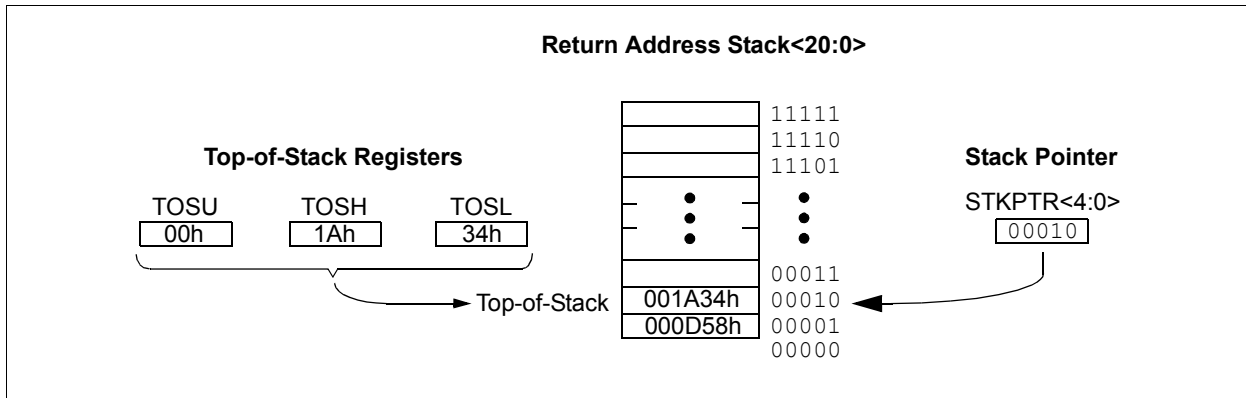 Return Address Stack<20:0>
Top-of-Stack Registers
TOSU TOSH TOSL
00h 1Ah 34h
11111
11110
11101
Stack Pointer
STKPTR<4:0>
00010
00011
Top-of-Stack 001A34h 00010
000D58h 00001
00000